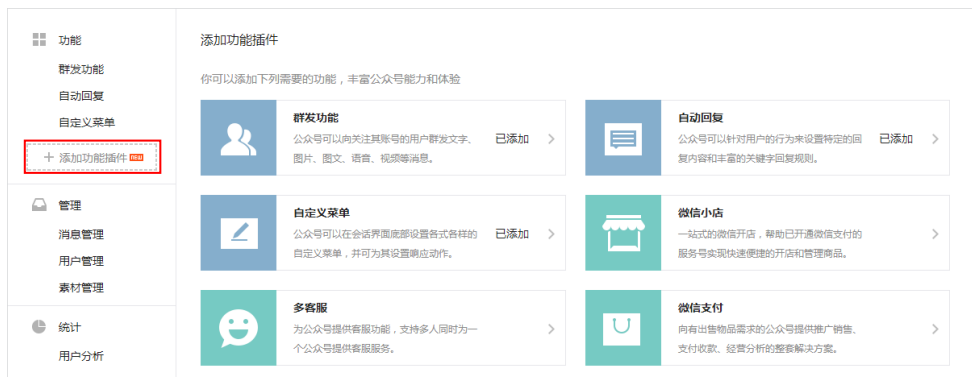 功能
群发功能
自动回复
自定义菜单
添加功能插件 NEW
管理
消息管理
用户管理
素材管理
统计
用户分析
添加功能插件
你可以添加下列需要的功能，丰富公众号能力和体验
群发功能
公众号可以向关注其账号的用户群发文字、
图片、图文、语音、视频等消息。
已添加
自动回复
公众号可以针对用户的行为来设置特定的回
复内容和丰富的关键字回复规则。
已添加
自定义菜单
公众号可以在会话界面底部设置各式各样的
自定义菜单，并可为其设置响应动作。
已添加
微信小店
一站式的微信开店，帮助已开通微信支付的
服务号实现快速便捷的开店和管理商品。
多客服
为公众号提供客服功能，支持多人同时为一
个公众号提供客服服务。
微信支付
向有出售物品需求的公众号提供推广销售、
支付收款、经营分析的整套解决方案。